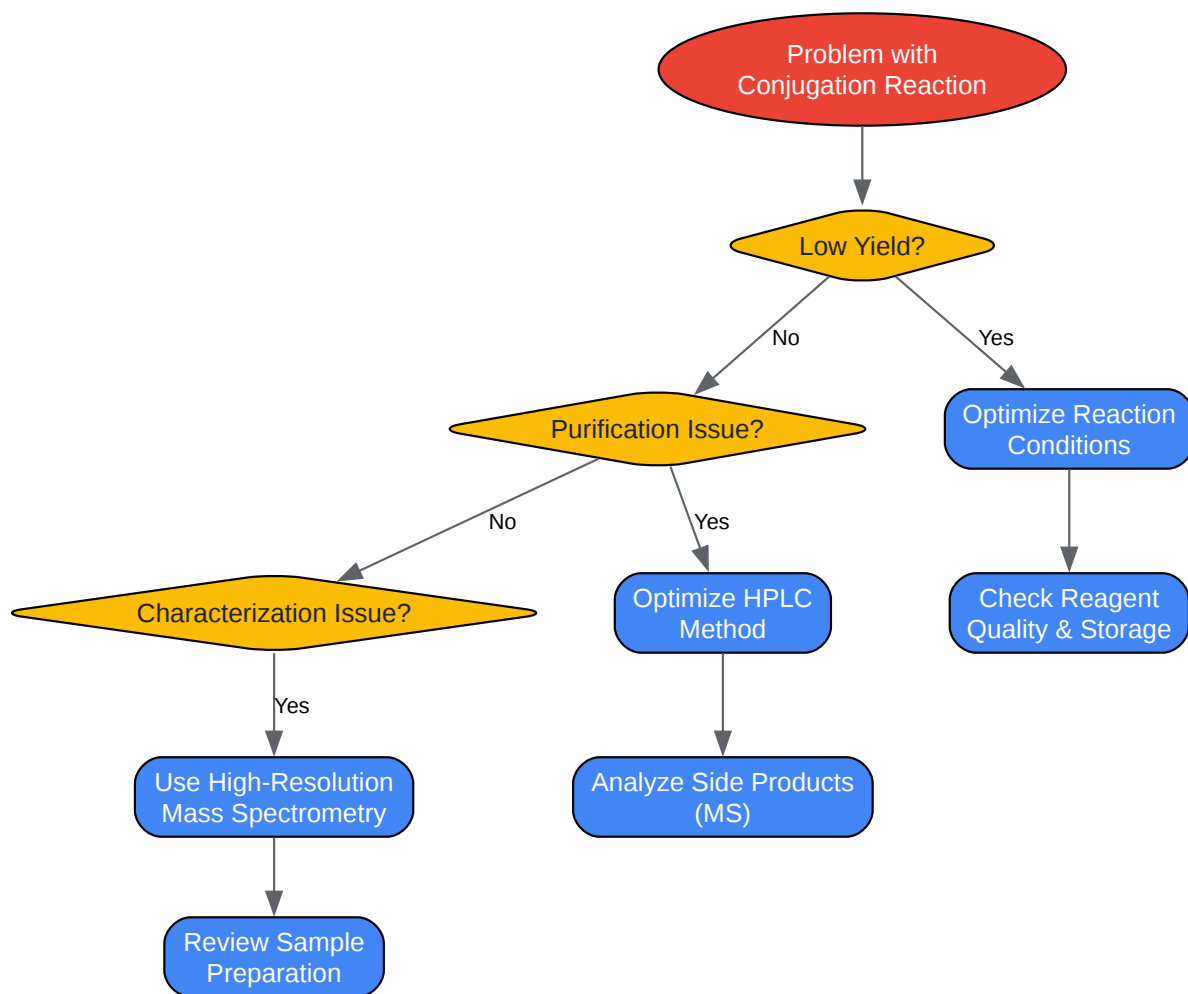 Problem with
Conjugation Reaction
Low Yield?
No
Yes
Optimize Reaction
Conditions
Purification Issue?
No
Yes
Optimize HPLC
Method
Check Reagent
Quality & Storage
Characterization Issue?
Yes
Use High-Resolution
Mass Spectrometry
Analyze Side Products
(MS)
Review Sample
Preparation